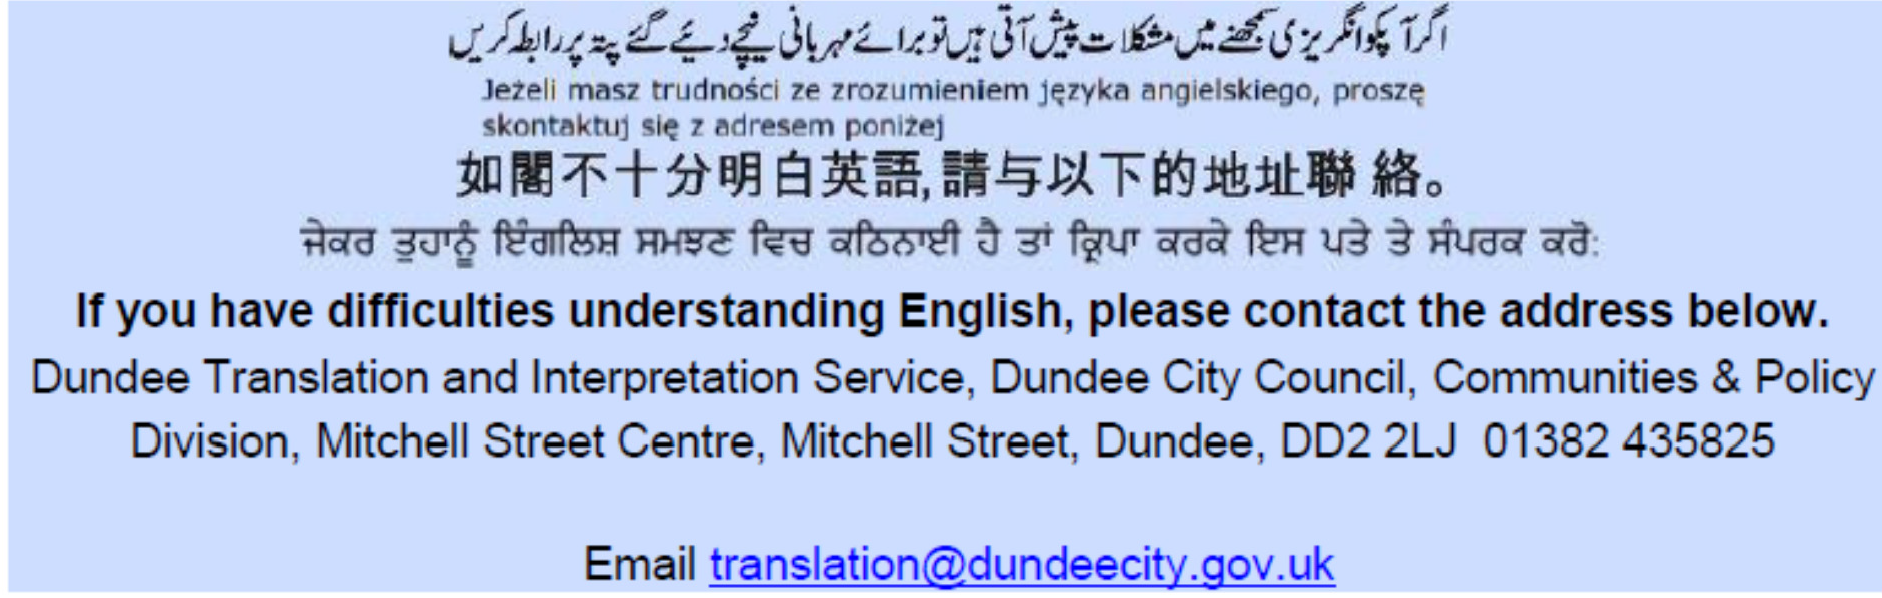 اگر آپکو انگریزی سمجھنے میں مشکلات پیش آتی ہیں تو برائے مہربانی نیچے دئیے گئے پتہ پر رابطہ کریں
Jeżeli masz trudności ze zrozumieniem języka angielskiego, proszę
skontaktuj się z adresem poniżej
如閣不十分明白英語,請与以下的地址聯 絡。
ਜੇਕਰ ਤੁਹਾਨੂੰ ਇੰਗਲਿਸ਼ ਸਮਝਣ ਵਿਚ ਕਠਿਨਾਈ ਹੈ ਤਾਂ ਕ੍ਰਿਪਾ ਕਰਕੇ ਇਸ ਪਤੇ ਤੇ ਸੰਪਰਕ ਕਰੋ:
If you have difficulties understanding English, please contact the address below.
Dundee Translation and Interpretation Service, Dundee City Council, Communities & Policy
Division, Mitchell Street Centre, Mitchell Street, Dundee, DD2 2LJ  01382 435825
Email translation@dundeecity.gov.uk